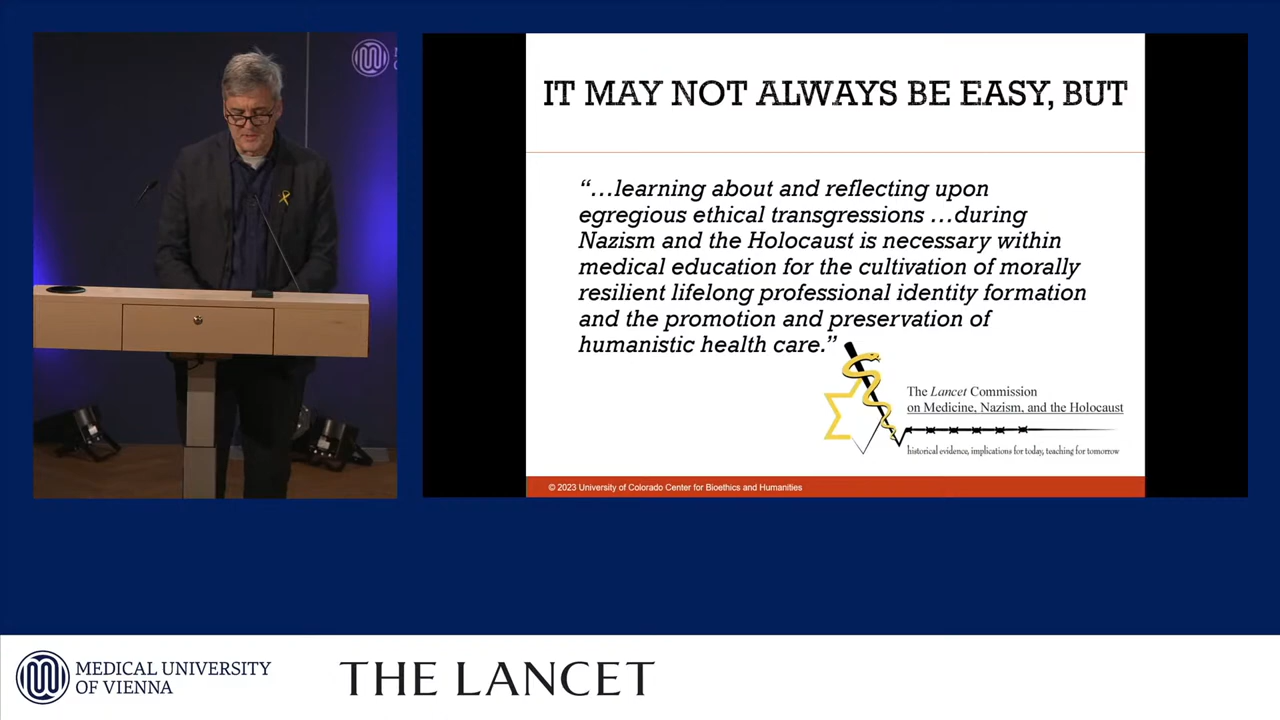 IT MAY NOT ALWAYS BE EASY, BUT
“…learning about and reflecting upon
egregious ethical transgressions …during
Nazism and the Holocaust is necessary within
medical education for the cultivation of morally
resilient lifelong professional identity formation
and the promotion and preservation of
humanistic health care.”
The Lancet Commission
on Medicine, Nazism, and the Holocaust
historical evidence, implications for today, teaching for tomorrow
© 2023 University of Colorado Center for Bioethics and Humanities
MEDICAL UNIVERSITY
OF VIENNA
THE LANCET